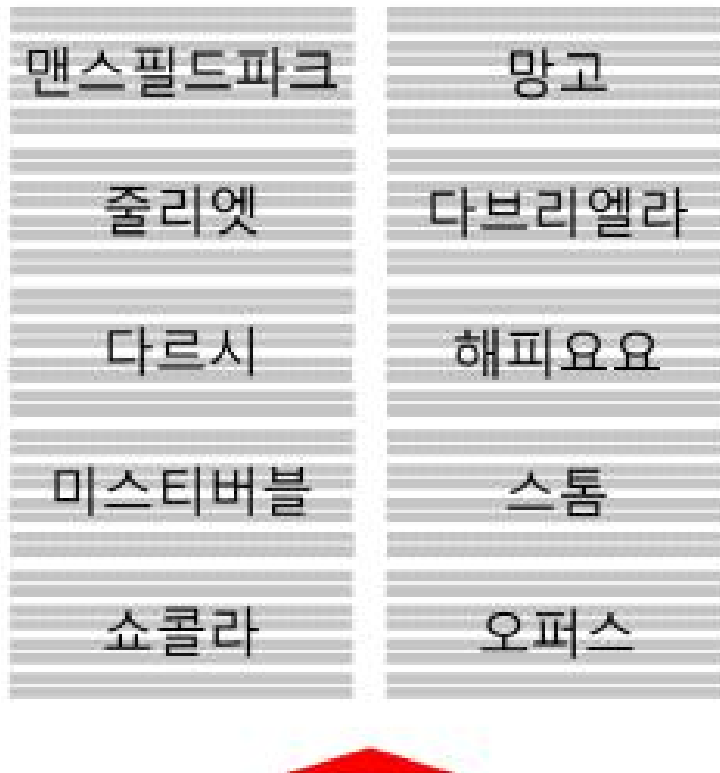 맨스필드파크 망고
줄리엣 다브리엘라
다르시 해피요요
미스티버블 스톰
쇼콜라 오퍼스